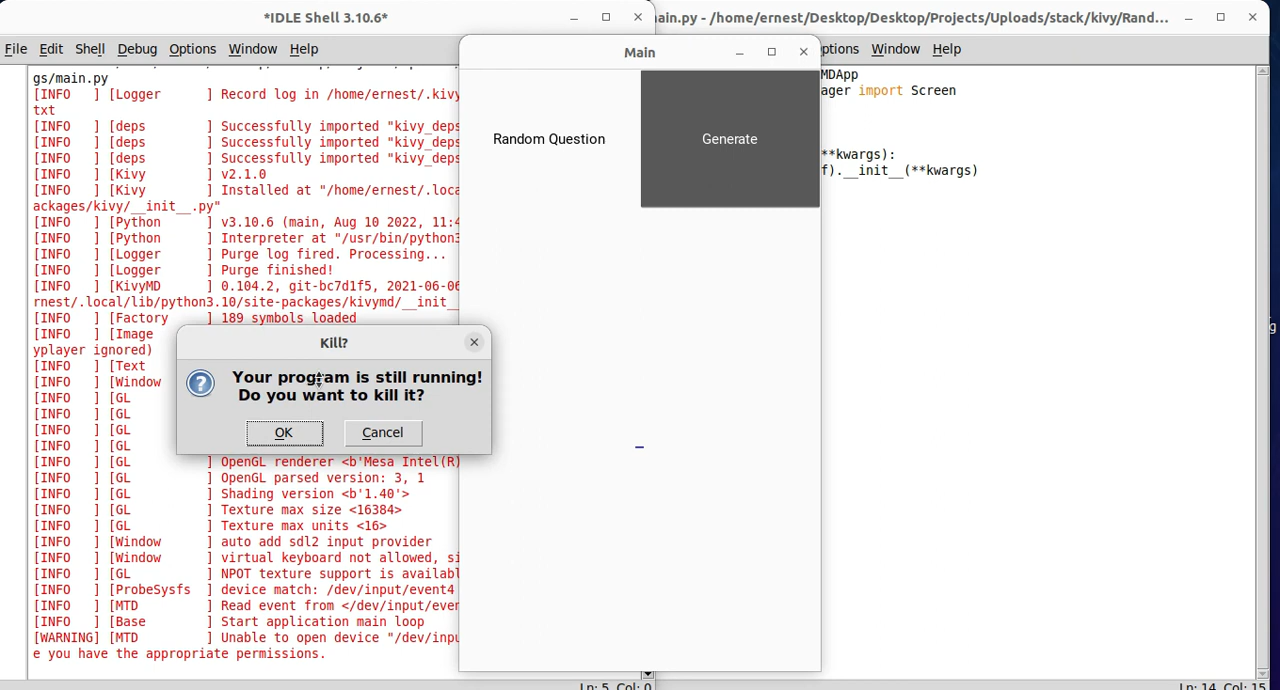 *IDLE Shell 3.10.6*
File Edit Shell Debug Options Window Help
gs/main.py
[INFO   ] [Logger      ] Record log in /home/ernest/.kivy
txt
[INFO   ] [deps        ] Successfully imported "kivy_deps
[INFO   ] [deps        ] Successfully imported "kivy_deps
[INFO   ] [deps        ] Successfully imported "kivy_deps
[INFO   ] [Kivy        ] v2.1.0
[INFO   ] [Kivy        ] Installed at "/home/ernest/.loca
ackages/kivy/__init__.py"
[INFO   ] [Python      ] v3.10.6 (main, Aug 10 2022, 11:4
[INFO   ] [Python      ] Interpreter at "/usr/bin/python3
[INFO   ] [Logger      ] Purge log fired. Processing...
[INFO   ] [Logger      ] Purge finished!
[INFO   ] [KivyMD      ] 0.104.2, git-bc7d1f5, 2021-06-06
rnest/.local/lib/python3.10/site-packages/kivymd/__init__
[INFO   ] [Factory     ] 189 symbols loaded
[INFO   ] [Image
yplayer ignored)
[INFO   ] [Text
[INFO   ] [Window
[INFO   ] [GL
[INFO   ] [GL
[INFO   ] [GL
[INFO   ] [GL
[INFO   ] [GL          ] OpenGL renderer <b'Mesa Intel(R)
[INFO   ] [GL          ] OpenGL parsed version: 3, 1
[INFO   ] [GL          ] Shading version <b'1.40'>
[INFO   ] [GL          ] Texture max size <16384>
[INFO   ] [GL          ] Texture max units <16>
[INFO   ] [Window      ] auto add sdl2 input provider
[INFO   ] [Window      ] virtual keyboard not allowed, si
[INFO   ] [GL          ] NPOT texture support is availabl
[INFO   ] [ProbeSysfs  ] device match: /dev/input/event4
[INFO   ] [MTD         ] Read event from </dev/input/even
[INFO   ] [Base        ] Start application main loop
[WARNING] [MTD         ] Unable to open device "/dev/inpu
e you have the appropriate permissions.
Ln: 5 Col: 0
Kill?
Your program is still running!
Do you want to kill it?
OK Cancel
Main
Random Question
Generate
ain.py - /home/ernest/Desktop/Desktop/Projects/Uploads/stack/kivy/Rand...
ptions Window Help
MDApp
ager import Screen
**kwargs):
f).__init__(**kwargs)
Ln: 14 Col: 15